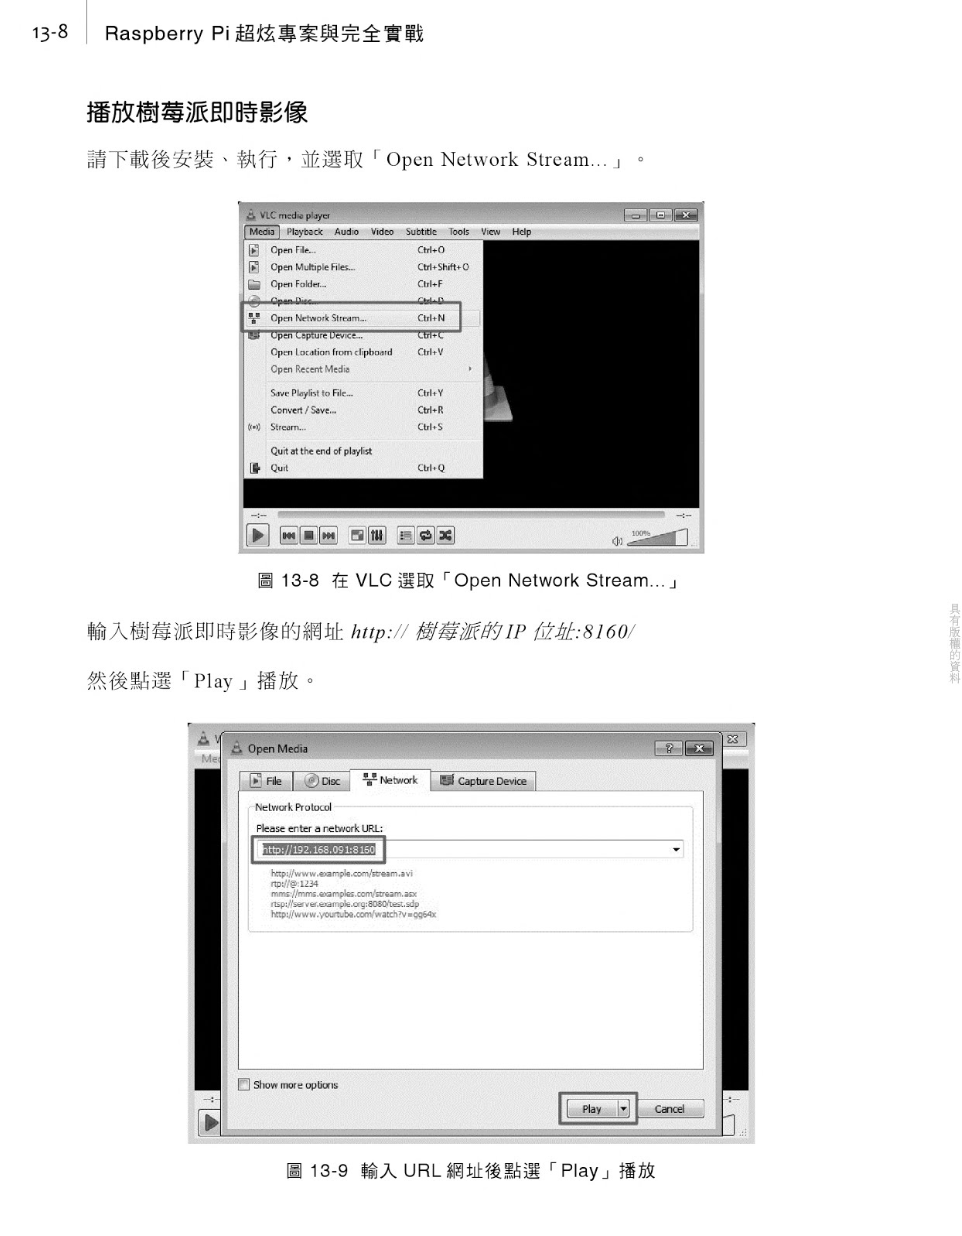 13-8 Raspberry Pi 超炫專案與完全實戰
播放樹莓派即時影像
請下載後安裝、執行,並選取「Open Network Stream...」。
VLC media player
Media Playback Audio Video Subtitle Tools View Help
Open File... Ctrl+O
Open Multiple Files... Ctrl+Shift+O
Open Folder... Ctrl+F
Open Disc... Ctrl+D
Open Network Stream... Ctrl+N
Open Capture Device... Ctrl+C
Open Location from clipboard Ctrl+V
Open Recent Media
Save Playlist to File... Ctrl+Y
Convert / Save... Ctrl+R
Stream... Ctrl+S
Quit at the end of playlist
Quit Ctrl+Q
--:-- --:--
100%
圖 13-8 在 VLC 選取「Open Network Stream...」
輸入樹莓派即時影像的網址 http:// 樹莓派的 IP 位址:8160/
然後點選「Play」播放。
V
Me
Open Media
File Disc Network Capture Device
Network Protocol
Please enter a network URL:
http://192.168.091:8160
http://www.example.com/stream.avi
rtp://@:1234
mms://mms.examples.com/stream.asx
rtsp://server.example.org:8080/test.sdp
http://www.yourtube.com/watch?v=gg64x
Show more options
Play Cancel
圖 13-9 輸入 URL 網址後點選「Play」播放
具有版權的資料